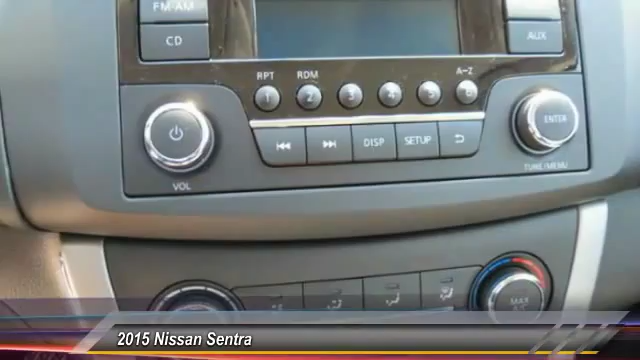 FM·AM
CD
AUX
RPT RDM A–Z
1 2 3 4 5 6
DISP SETUP
ENTER
VOL
TUNE/MENU
MAX
2015 Nissan Sentra